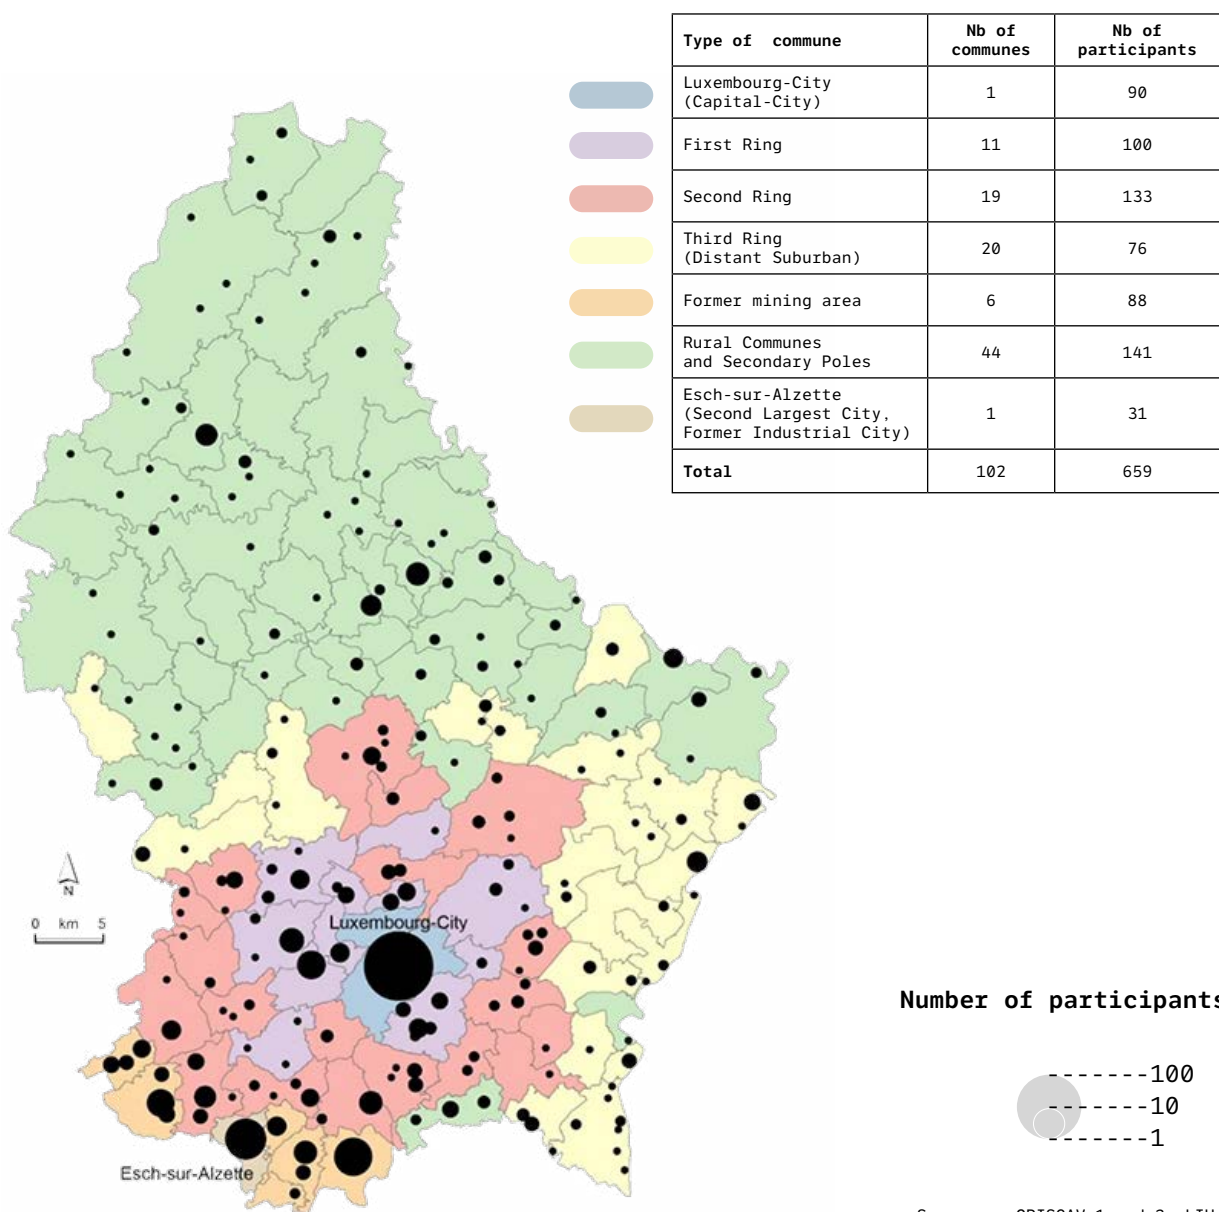 Type of commune
Nb of
communes
Nb of
participants
Luxembourg-City
(Capital-City)
1
90
First Ring
11
100
Second Ring
19
133
Third Ring
(Distant Suburban)
20
76
Former mining area
6
88
Rural Communes
and Secondary Poles
44
141
Esch-sur-Alzette
(Second Largest City,
Former Industrial City)
1
31
Total
102
659
N
0 km 5
Luxembourg-City
Esch-sur-Alzette
Number of participants
100
10
1